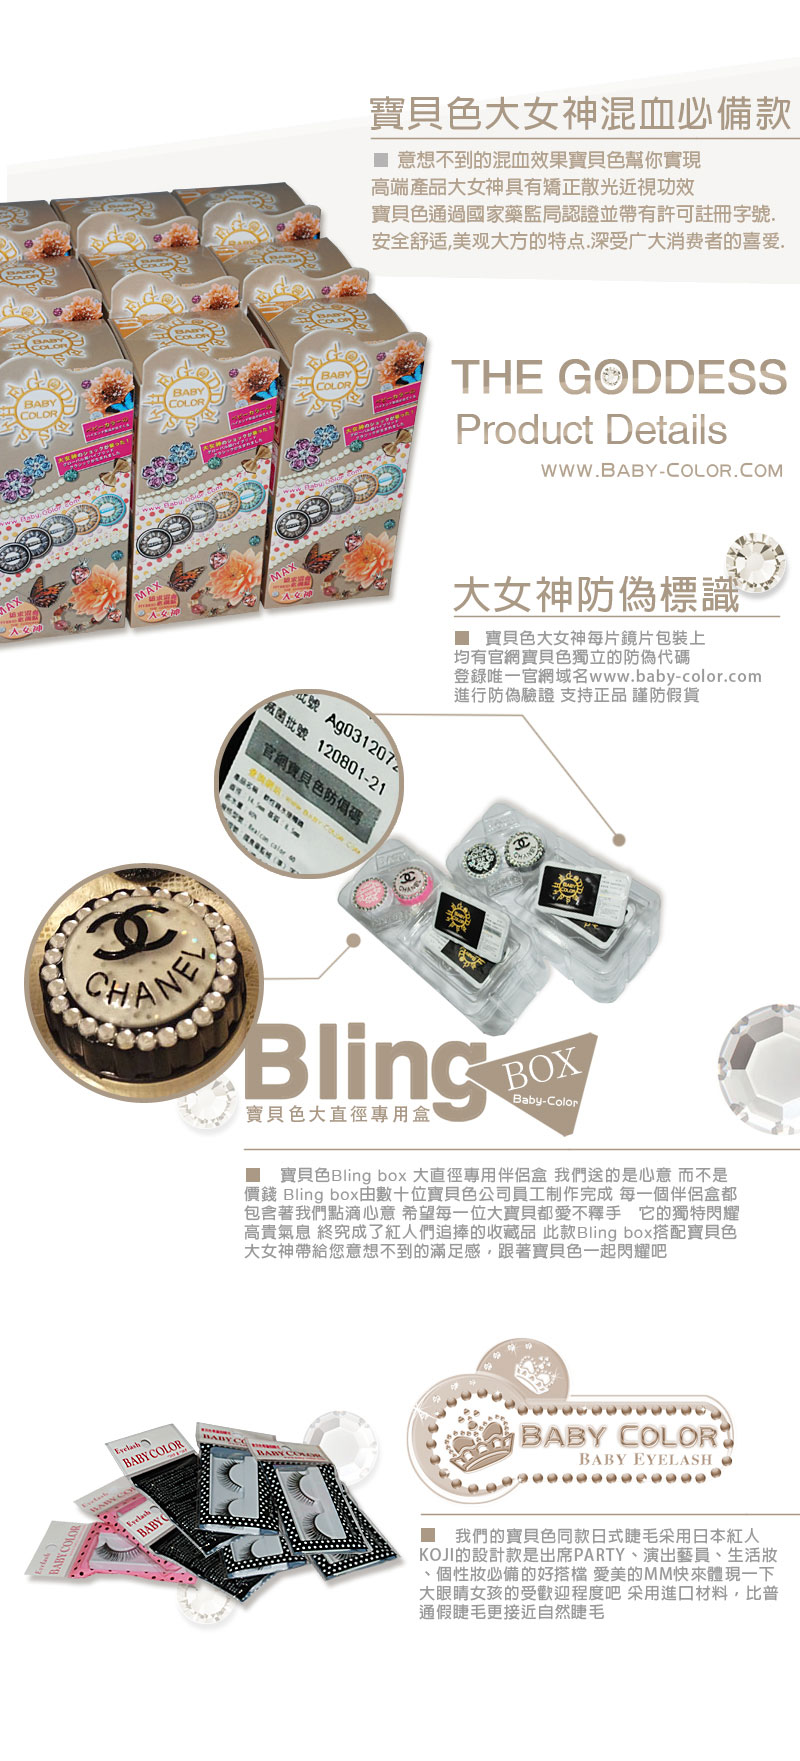 寶貝色大女神混血必備款
意想不到的混血效果寶貝色幫你實現
高端產品大女神具有矯正散光近視功效
寶貝色通過國家藥監局認證並帶有許可註冊字號.
安全舒适,美观大方的特点.深受广大消费者的喜爱.
BABY COLOR
THE GODDESS
Product Details
WWW.BABY-COLOR.COM
www.Baby-Color.com
MAX
大女神
大女神防偽標識
寶貝色大女神每片鏡片包裝上
均有官網寶貝色獨立的防偽代碼
登錄唯一官網域名www.baby-color.com
進行防偽驗證 支持正品 謹防假貨
Ag0312072
滅菌批號 120801-21
官網寶貝色防偽碼
CHANEL
Bling BOX
Baby-Color
寶貝色大直徑專用盒
寶貝色Bling box 大直徑專用伴侶盒 我們送的是心意 而不是
價錢 Bling box由數十位寶貝色公司員工制作完成 每一個伴侶盒都
包含著我們點滴心意 希望每一位大寶貝都愛不釋手 它的獨特閃耀
高貴氣息 終究成了紅人們追捧的收藏品 此款Bling box搭配寶貝色
大女神帶給您意想不到的滿足感，跟著寶貝色一起閃耀吧
BABY COLOR
BABY EYELASH
Eyelash
BABY COLOR
我們的寶貝色同款日式睫毛采用日本紅人
KOJI的設計款是出席PARTY、演出藝員、生活妝
、個性妝必備的好搭檔 愛美的MM快來體現一下
大眼睛女孩的受歡迎程度吧 采用進口材料，比普
通假睫毛更接近自然睫毛